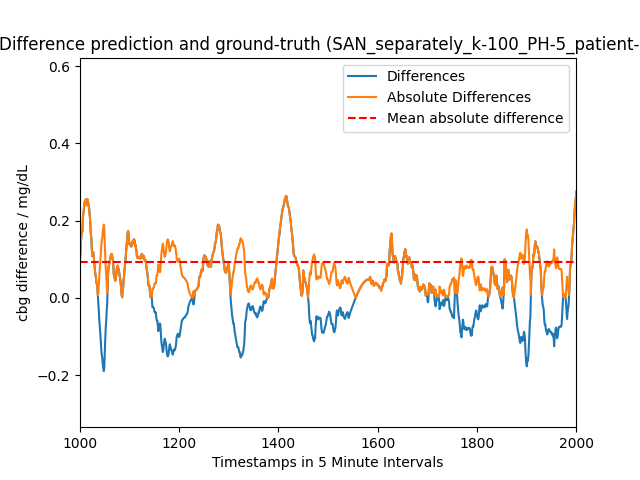 Difference prediction and ground-truth (SAN_separately_k-100_PH-5_patient-
0.6
0.4
0.2
0.0
−0.2
cbg difference / mg/dL
Differences
Absolute Differences
Mean absolute difference
1000 1200 1400 1600 1800 2000
Timestamps in 5 Minute Intervals